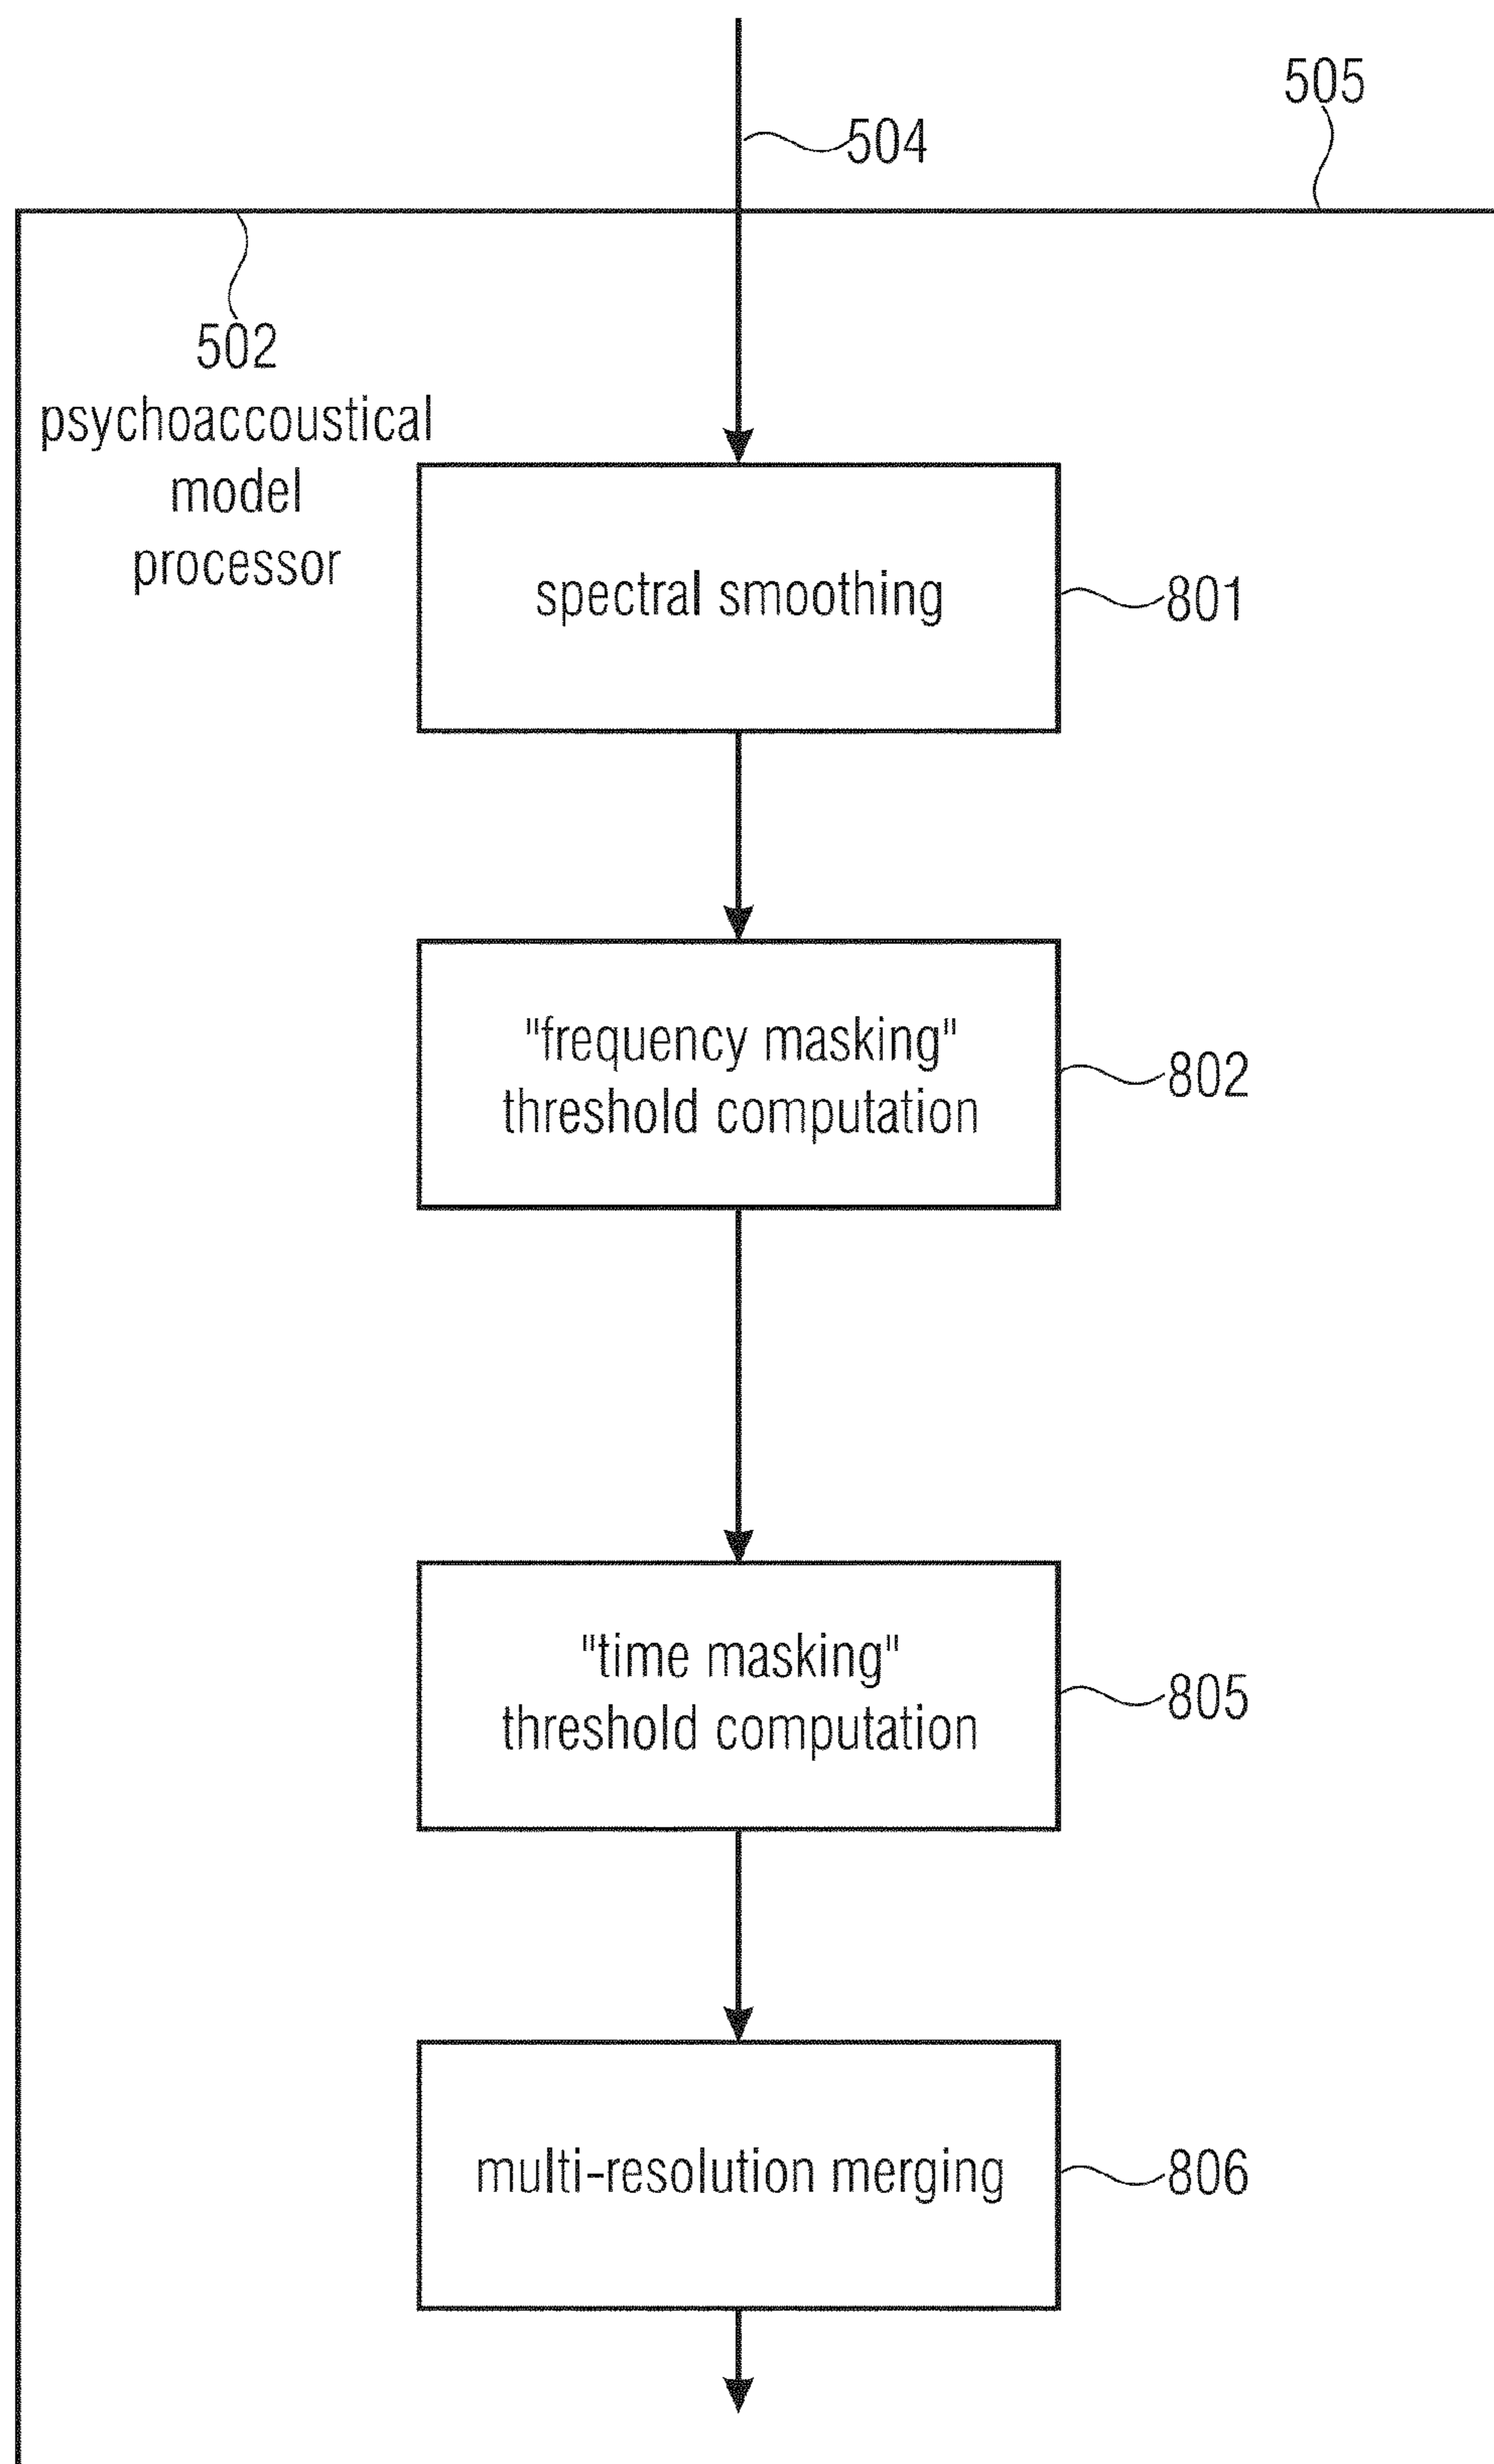 505
504
502
psychoaccoustical
model
processor
spectral smoothing
801
"frequency masking"
threshold computation
802
"time masking"
threshold computation
805
multi-resolution merging
806